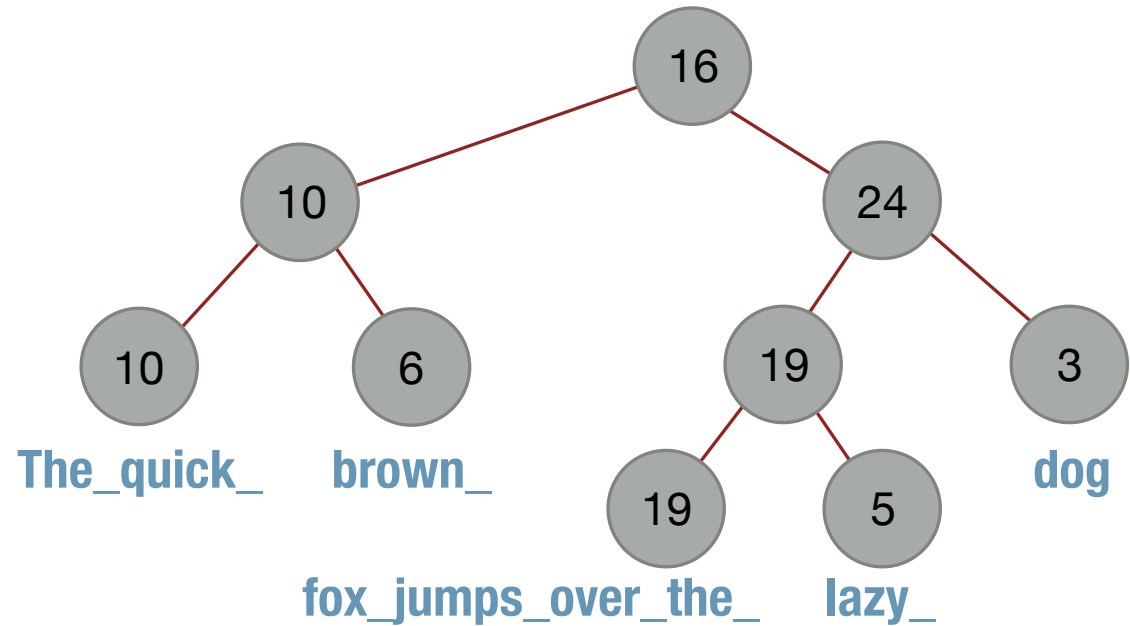 16
10
24
10
6
19
3
The_quick_
brown_
dog
19
5
fox_jumps_over_the_
lazy_